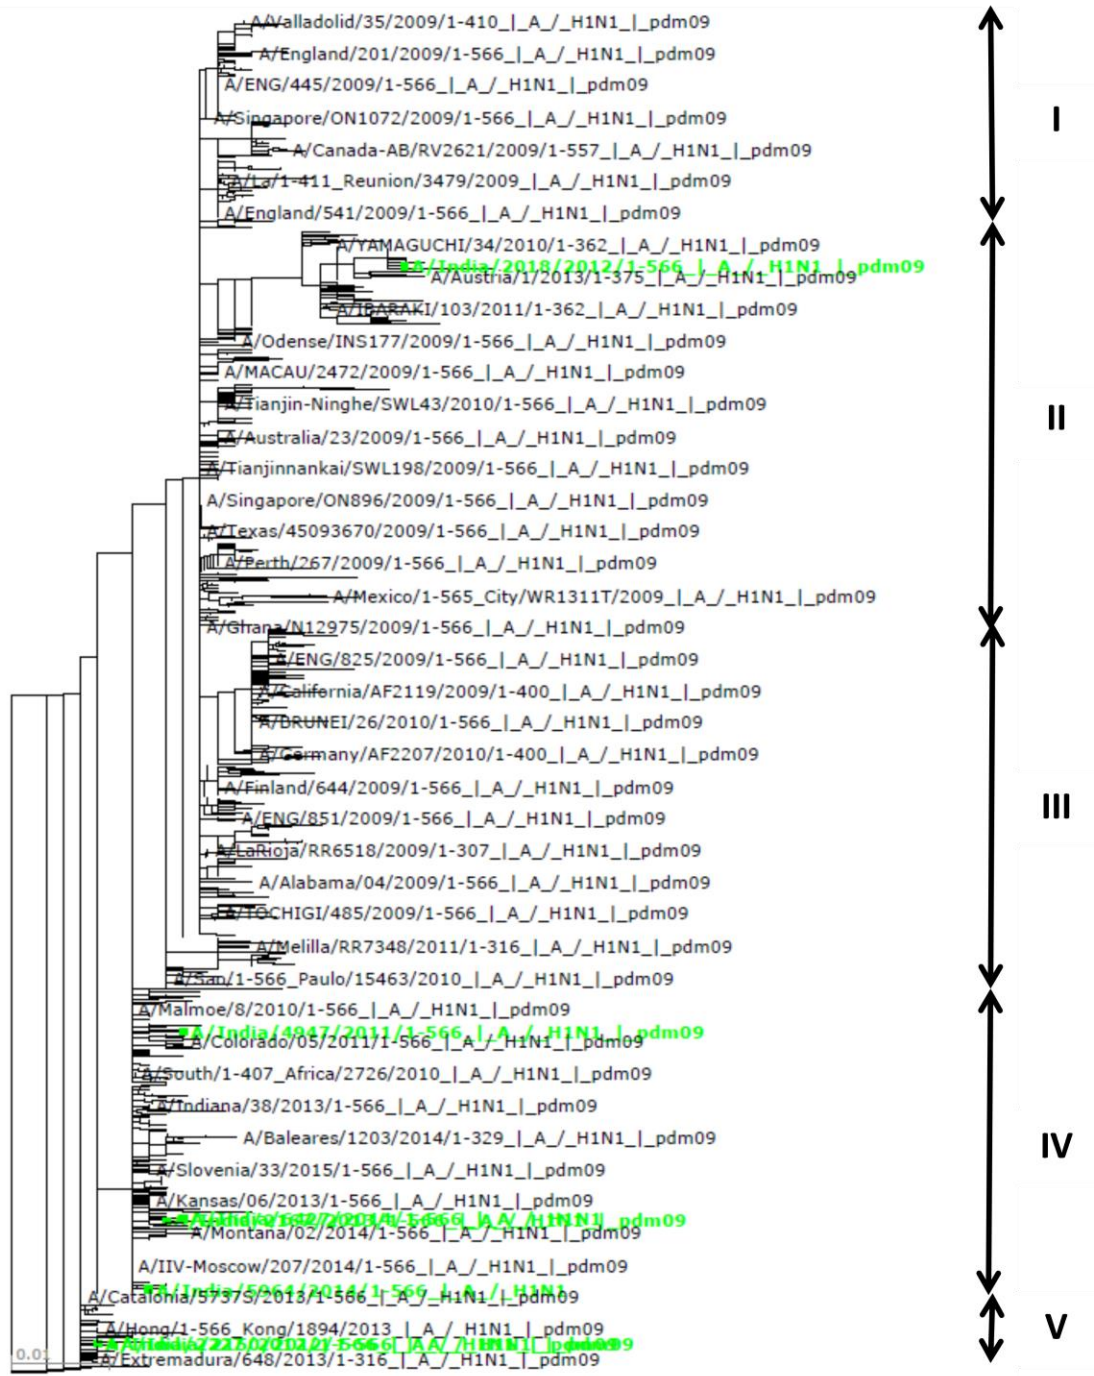 A/Valladolid/35/2009/1-410_|_A_/_H1N1_|_pdm09
A/England/201/2009/1-566_|_A_/_H1N1_|_pdm09
A/ENG/445/2009/1-566_|_A_/_H1N1_|_pdm09
A/Singapore/ON1072/2009/1-566_|_A_/_H1N1_|_pdm09
I
A/Canada-AB/RV2621/2009/1-557_|_A_/_H1N1_|_pdm09
A/La/1-411_Reunion/3479/2009_|_A_/_H1N1_|_pdm09
A/England/541/2009/1-566_|_A_/_H1N1_|_pdm09
A/YAMAGUCHI/34/2010/1-362_|_A_/_H1N1_|_pdm09
A/India/2018/2012/1-566_|_A_/_H1N1_|_pdm09
A/Austria/1/2013/1-375_|_A_/_H1N1_|_pdm09
A/IBARAKI/103/2011/1-362_|_A_/_H1N1_|_pdm09
A/Odense/INS177/2009/1-566_|_A_/_H1N1_|_pdm09
A/MACAU/2472/2009/1-566_|_A_/_H1N1_|_pdm09
A/Tianjin-Ninghe/SWL43/2010/1-566_|_A_/_H1N1_|_pdm09
II
A/Australia/23/2009/1-566_|_A_/_H1N1_|_pdm09
A/Tianjinnankai/SWL198/2009/1-566_|_A_/_H1N1_|_pdm09
A/Singapore/ON896/2009/1-566_|_A_/_H1N1_|_pdm09
A/Texas/45093670/2009/1-566_|_A_/_H1N1_|_pdm09
A/Perth/267/2009/1-566_|_A_/_H1N1_|_pdm09
A/Mexico/1-565_City/WR1311T/2009_|_A_/_H1N1_|_pdm09
A/Ghana/N12975/2009/1-566_|_A_/_H1N1_|_pdm09
A/ENG/825/2009/1-566_|_A_/_H1N1_|_pdm09
A/California/AF2119/2009/1-400_|_A_/_H1N1_|_pdm09
A/BRUNEI/26/2010/1-566_|_A_/_H1N1_|_pdm09
A/Germany/AF2207/2010/1-400_|_A_/_H1N1_|_pdm09
A/Finland/644/2009/1-566_|_A_/_H1N1_|_pdm09
III
A/ENG/851/2009/1-566_|_A_/_H1N1_|_pdm09
A/LaRioja/RR6518/2009/1-307_|_A_/_H1N1_|_pdm09
A/Alabama/04/2009/1-566_|_A_/_H1N1_|_pdm09
A/TOCHIGI/485/2009/1-566_|_A_/_H1N1_|_pdm09
A/Melilla/RR7348/2011/1-316_|_A_/_H1N1_|_pdm09
A/Sao/1-566_Paulo/15463/2010_|_A_/_H1N1_|_pdm09
A/Malmoe/8/2010/1-566_|_A_/_H1N1_|_pdm09
A/India/4947/2011/1-566_|_A_/_H1N1_|_pdm09
A/Colorado/05/2011/1-566_|_A_/_H1N1_|_pdm09
A/South/1-407_Africa/2726/2010_|_A_/_H1N1_|_pdm09
A/Indiana/38/2013/1-566_|_A_/_H1N1_|_pdm09
A/Baleares/1203/2014/1-329_|_A_/_H1N1_|_pdm09
IV
A/Slovenia/33/2015/1-566_|_A_/_H1N1_|_pdm09
A/Kansas/06/2013/1-566_|_A_/_H1N1_|_pdm09
A/Montana/02/2014/1-566_|_A_/_H1N1_|_pdm09
A/IIV-Moscow/207/2014/1-566_|_A_/_H1N1_|_pdm09
A/India/5964/2014/1-566_|_A_/_H1N1
A/Catalonia/5737S/2013/1-566_|_A_/_H1N1_|_pdm09
A/Hong/1-566_Kong/1894/2013_|_A_/_H1N1_|_pdm09
V
0.01
A/Extremadura/648/2013/1-316_|_A_/_H1N1_|_pdm09